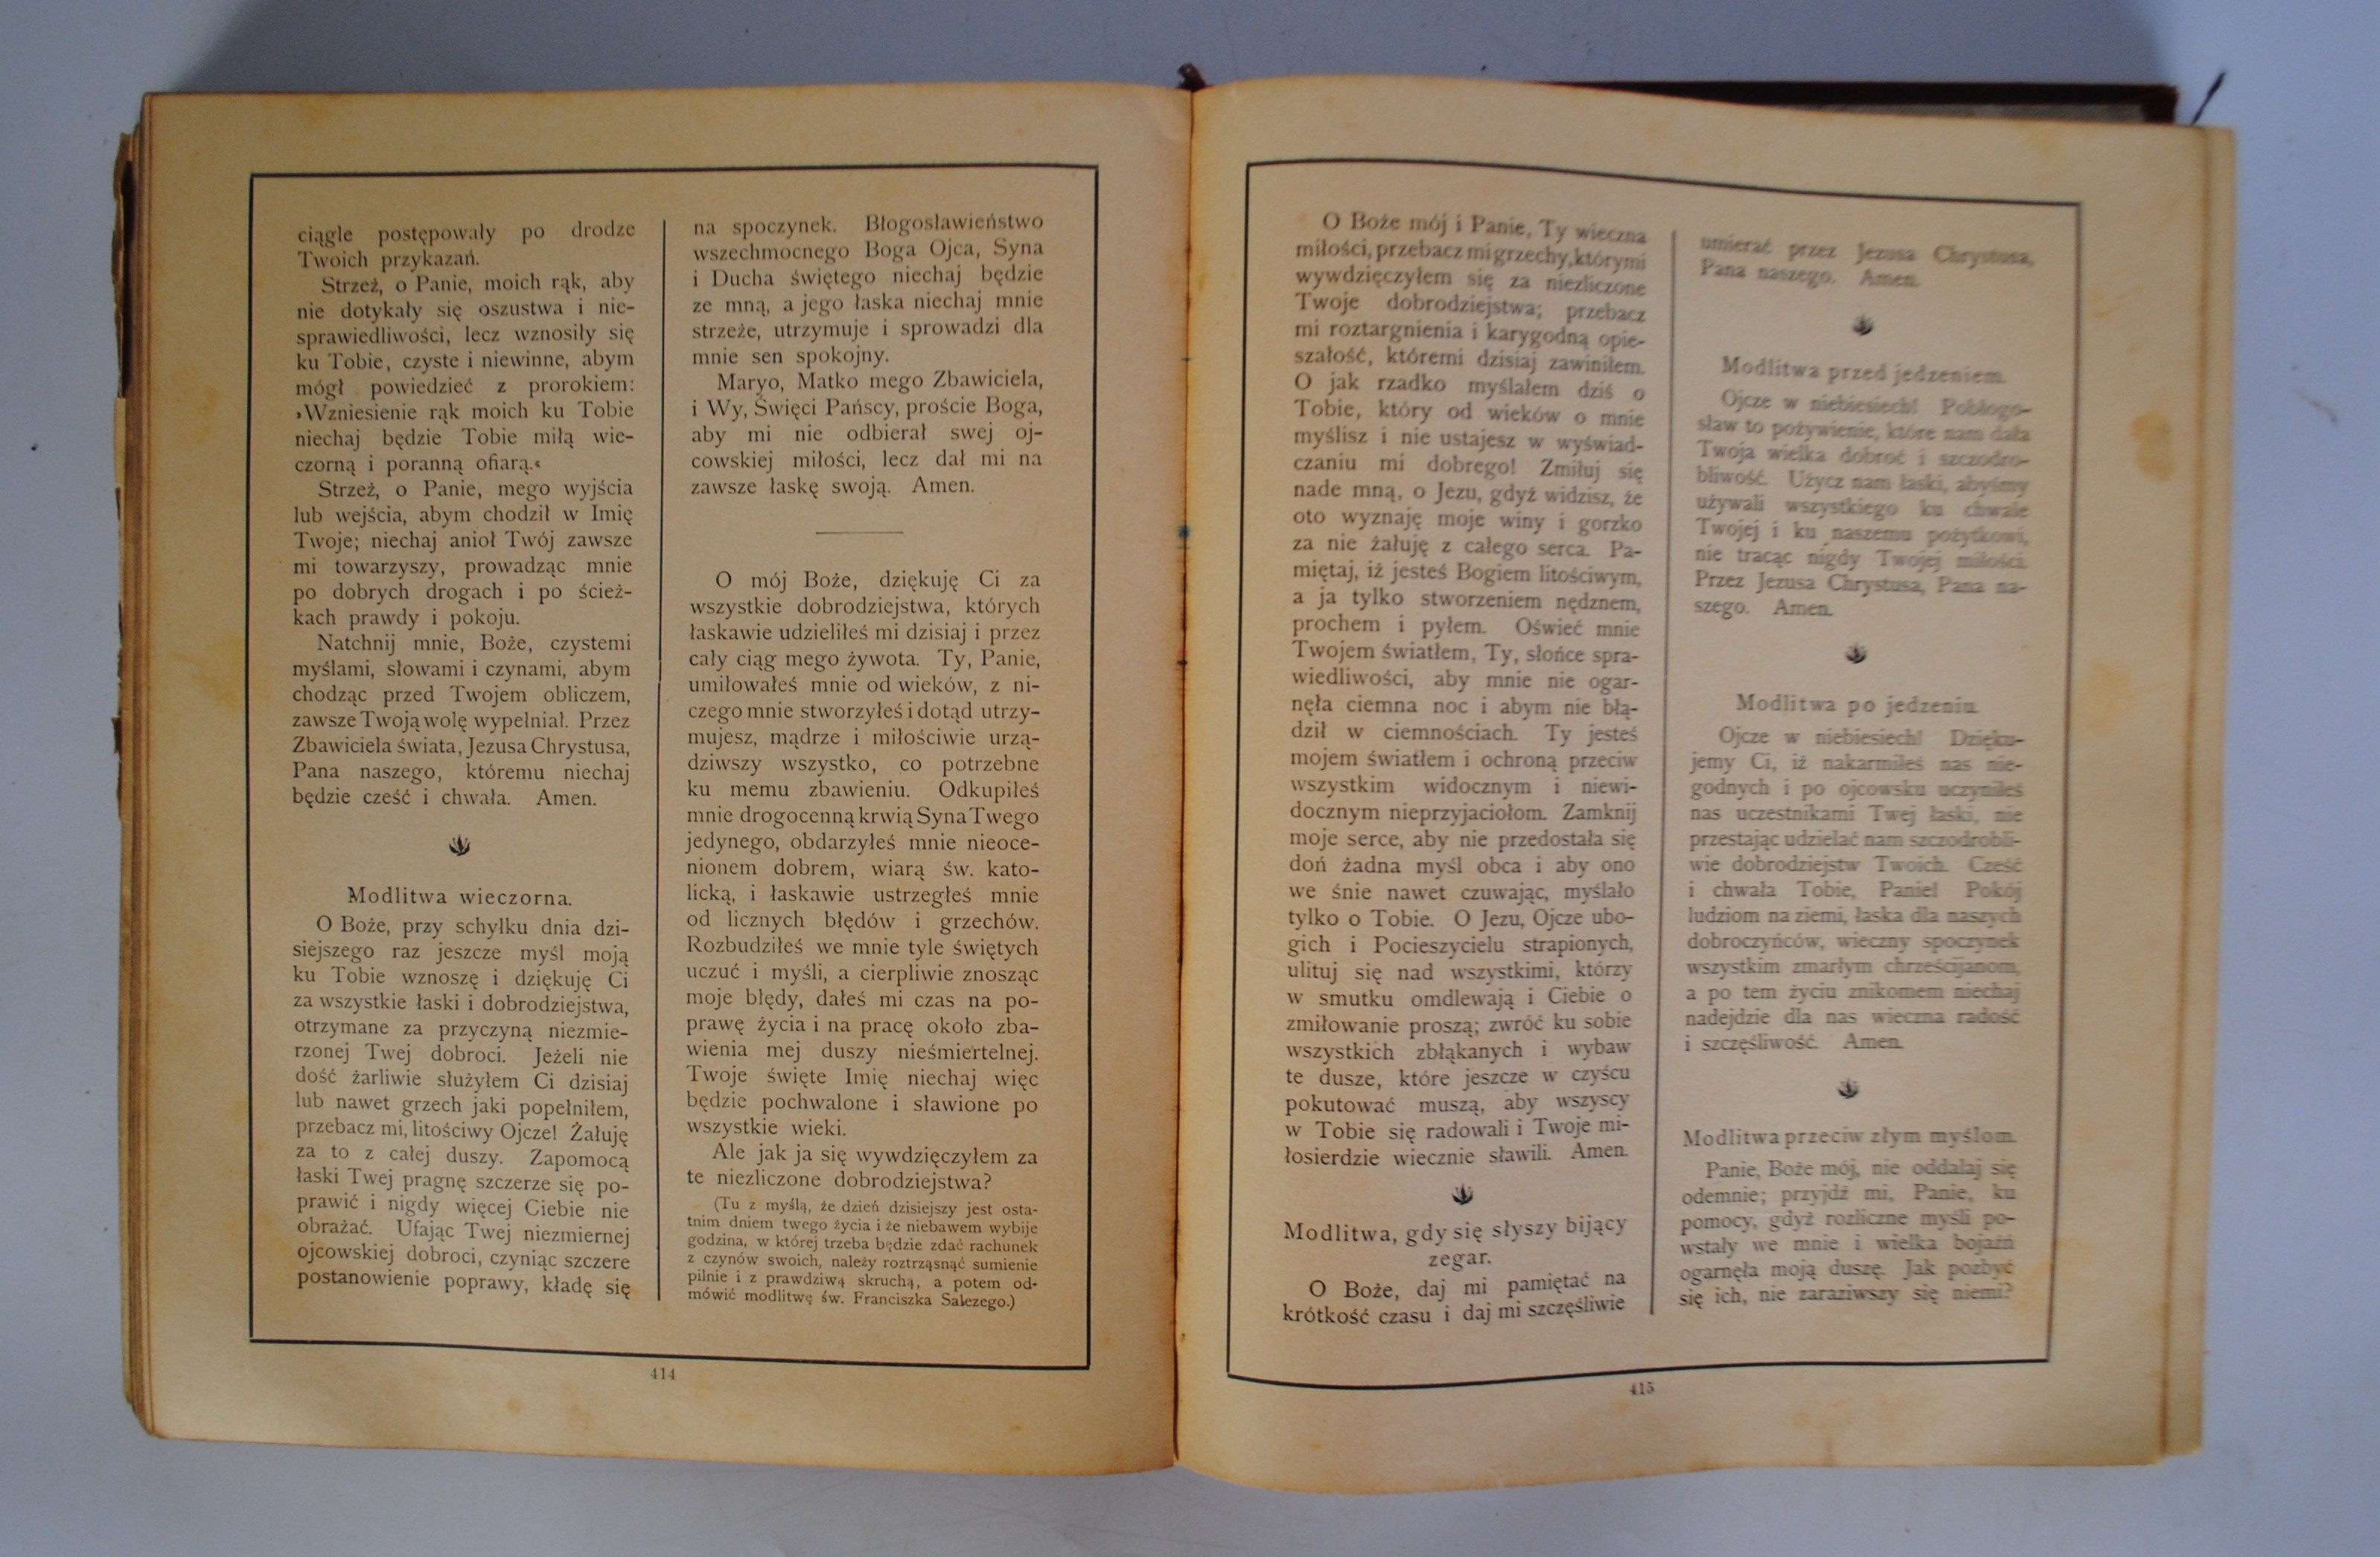 ciągle postępowały po drodze
Twoich przykazań.
Strzeż, o Panie, moich rąk, aby
nie dotykały się oszustwa i nie-
sprawiedliwości, lecz wznosiły się
ku Tobie, czyste i niewinne, abym
mógł powiedzieć z prorokiem:
»Wzniesienie rąk moich ku Tobie
niechaj będzie Tobie miłą wie-
czorną i poranną ofiarą.«
Strzeż, o Panie, mego wyjścia
lub wejścia, abym chodził w Imię
Twoje; niechaj anioł Twój zawsze
mi towarzyszy, prowadząc mnie
po dobrych drogach i po ścież-
kach prawdy i pokoju.
Natchnij mnie, Boże, czystemi
myślami, słowami i czynami, abym
chodząc przed Twojem obliczem,
zawsze Twoją wolę wypełniał. Przez
Zbawiciela świata, Jezusa Chrystusa,
Pana naszego, któremu niechaj
będzie cześć i chwała. Amen.
Modlitwa wieczorna.
O Boże, przy schyłku dnia dzi-
siejszego raz jeszcze myśl moją
ku Tobie wznoszę i dziękuję Ci
za wszystkie łaski i dobrodziejstwa,
otrzymane za przyczyną niezmie-
rzonej Twej dobroci. Jeżeli nie
dość żarliwie służyłem Ci dzisiaj
lub nawet grzech jaki popełniłem,
przebacz mi, litościwy Ojcze! Żałuję
za to z całej duszy. Zapomocą
łaski Twej pragnę szczerze się po-
prawić i nigdy więcej Ciebie nie
obrażać. Ufając Twej niezmiernej
ojcowskiej dobroci, czyniąc szczere
postanowienie poprawy, kładę się
na spoczynek. Błogosławieństwo
wszechmocnego Boga Ojca, Syna
i Ducha świętego niechaj będzie
ze mną, a jego łaska niechaj mnie
strzeże, utrzymuje i sprowadzi dla
mnie sen spokojny.
Maryo, Matko mego Zbawiciela,
i Wy, Święci Pańscy, proście Boga,
aby mi nie odbierał swej oj-
cowskiej miłości, lecz dał mi na
zawsze łaskę swoją. Amen.
O mój Boże, dziękuję Ci za
wszystkie dobrodziejstwa, których
łaskawie udzieliłeś mi dzisiaj i przez
cały ciąg mego żywota. Ty, Panie,
umiłowałeś mnie od wieków, z ni-
czego mnie stworzyłeś i dotąd utrzy-
mujesz, mądrze i miłościwie urzą-
dziwszy wszystko, co potrzebne
ku memu zbawieniu. Odkupiłeś
mnie drogocenną krwią Syna Twego
jedynego, obdarzyłeś mnie nieoce-
nionem dobrem, wiarą św. kato-
licką, i łaskawie ustrzegłeś mnie
od licznych błędów i grzechów.
Rozbudziłeś we mnie tyle świętych
uczuć i myśli, a cierpliwie znosząc
moje błędy, dałeś mi czas na po-
prawę życia i na pracę około zba-
wienia mej duszy nieśmiertelnej.
Twoje święte Imię niechaj więc
będzie pochwalone i sławione po
wszystkie wieki.
Ale jak ja się wywdzięczyłem za
te niezliczone dobrodziejstwa?
(Tu z myślą, że dzień dzisiejszy jest osta-
tnim dniem twego życia i że niebawem wybije
godzina, w której trzeba będzie zdać rachunek
z czynów swoich, należy roztrząsnąć sumienie
pilnie i z prawdziwą skruchą, a potem od-
mówić modlitwę św. Franciszka Salezego.)
414
O Boże mój i Panie, Ty wieczna
miłości, przebacz mi grzechy, którymi
wywdzięczyłem się za niezliczone
Twoje dobrodziejstwa; przebacz
mi roztargnienia i karygodną opie-
szałość, któremi dzisiaj zawiniłem.
O jak rzadko myślałem dziś o
Tobie, który od wieków o mnie
myślisz i nie ustajesz w wyświad-
czaniu mi dobrego! Zmiłuj się
nade mną, o Jezu, gdyż widzisz, że
oto wyznaję moje winy i gorzko
za nie żałuję z całego serca. Pa-
miętaj, iż jesteś Bogiem litościwym,
a ja tylko stworzeniem nędznem,
prochem i pyłem. Oświeć mnie
Twojem światłem, Ty, słońce spra-
wiedliwości, aby mnie nie ogar-
nęła ciemna noc i abym nie błą-
dził w ciemnościach. Ty jesteś
mojem światłem i ochroną przeciw
wszystkim widocznym i niewi-
docznym nieprzyjaciołom. Zamknij
moje serce, aby nie przedostała się
doń żadna myśl obca i aby ono
we śnie nawet czuwając, myślało
tylko o Tobie. O Jezu, Ojcze ubo-
gich i Pocieszycielu strapionych,
ulituj się nad wszystkimi, którzy
w smutku omdlewają i Ciebie o
zmiłowanie proszą; zwróć ku sobie
wszystkich zbłąkanych i wybaw
te dusze, które jeszcze w czyścu
pokutować muszą, aby wszyscy
w Tobie się radowali i Twoje mi-
łosierdzie wiecznie sławili. Amen.
Modlitwa, gdy się słyszy bijący
zegar.
O Boże, daj mi pamiętać na
krótkość czasu i daj mi szczęśliwie
umierać przez Jezusa Chrystusa,
Pana naszego. Amen.
Modlitwa przed jedzeniem.
Ojcze w niebiesiech! Pobłogo-
sław to pożywienie, które nam dała
Twoja wielka dobroć i szczodro-
bliwość. Użycz nam łaski, abyśmy
używali wszystkiego ku chwale
Twojej i ku naszemu pożytkowi,
nie tracąc nigdy Twojej miłości.
Przez Jezusa Chrystusa, Pana na-
szego. Amen.
Modlitwa po jedzeniu.
Ojcze w niebiesiech! Dzięku-
jemy Ci, iż nakarmiłeś nas nie-
godnych i po ojcowsku uczyniłeś
nas uczestnikami Twej łaski, nie
przestając udzielać nam szczodrobli-
wie dobrodziejstw Twoich. Cześć
i chwała Tobie, Panie! Pokój
ludziom na ziemi, łaska dla naszych
dobroczyńców, wieczny spoczynek
wszystkim zmarłym chrześcijanom,
a po tem życiu znikomem niechaj
nadejdzie dla nas wieczna radość
i szczęśliwość. Amen.
Modlitwa przeciw złym myślom.
Panie, Boże mój, nie oddalaj się
odemnie; przyjdź mi, Panie, ku
pomocy, gdyż rozliczne myśli po-
wstały we mnie i wielka bojaźń
ogarnęła moją duszę. Jak pozbyć
się ich, nie zaraziwszy się niemi?
415